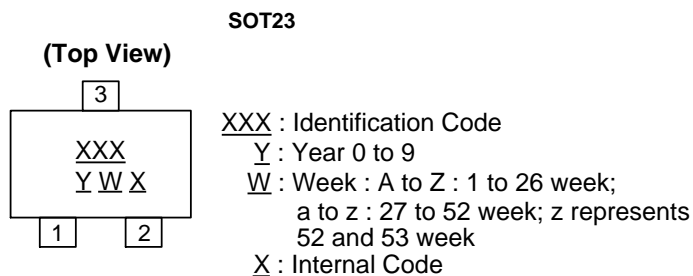 SOT23
(Top View)
3
XXX
Y W X
1 2
XXX : Identification Code
Y : Year 0 to 9
W : Week : A to Z : 1 to 26 week;
a to z : 27 to 52 week; z represents
52 and 53 week
X : Internal Code